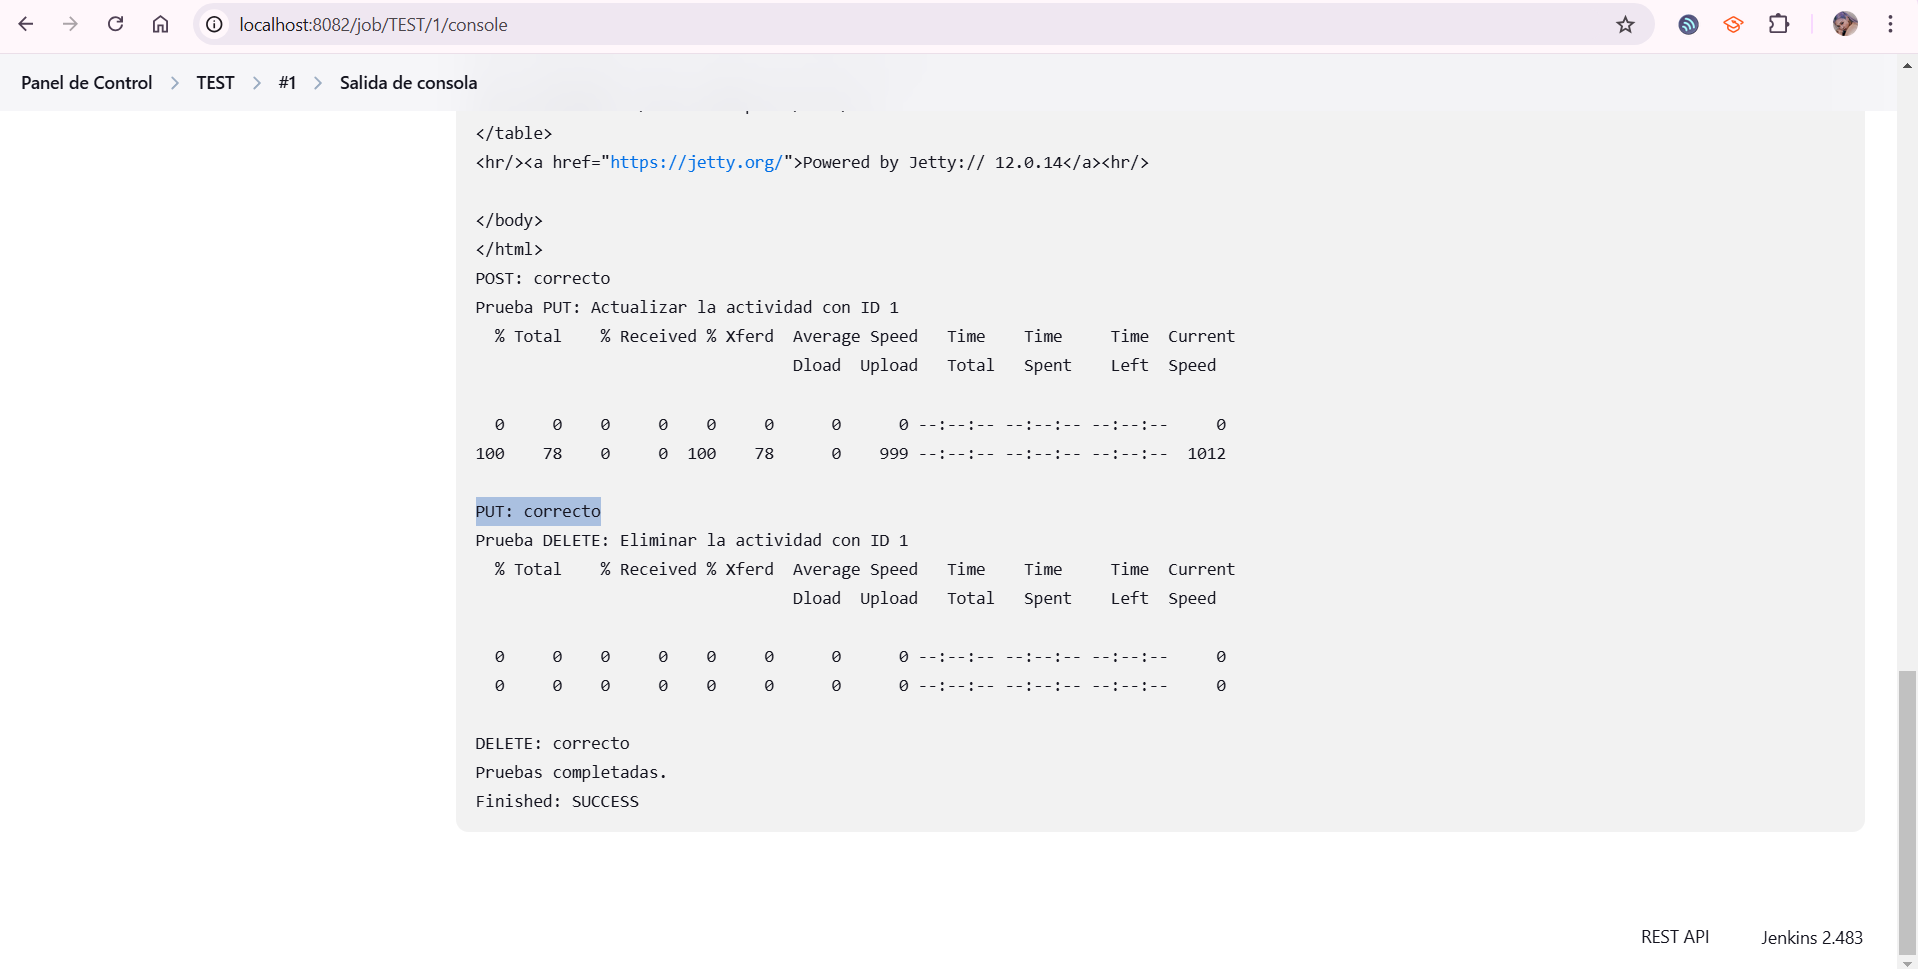 localhost:8082/job/TEST/1/console
Panel de Control > TEST > #1 > Salida de consola
</table>
<hr/><a href="https://jetty.org/">Powered by Jetty:// 12.0.14</a><hr/>
</body>
</html>
POST: correcto
Prueba PUT: Actualizar la actividad con ID 1
  % Total    % Received % Xferd  Average Speed   Time    Time     Time  Current
                                 Dload  Upload   Total   Spent    Left  Speed
  0     0    0     0    0     0      0      0 --:--:-- --:--:-- --:--:--     0
100    78    0     0  100    78      0    999 --:--:-- --:--:-- --:--:--  1012
PUT: correcto
Prueba DELETE: Eliminar la actividad con ID 1
  % Total    % Received % Xferd  Average Speed   Time    Time     Time  Current
                                 Dload  Upload   Total   Spent    Left  Speed
  0     0    0     0    0     0      0      0 --:--:-- --:--:-- --:--:--     0
  0     0    0     0    0     0      0      0 --:--:-- --:--:-- --:--:--     0
DELETE: correcto
Pruebas completadas.
Finished: SUCCESS
REST API Jenkins 2.483